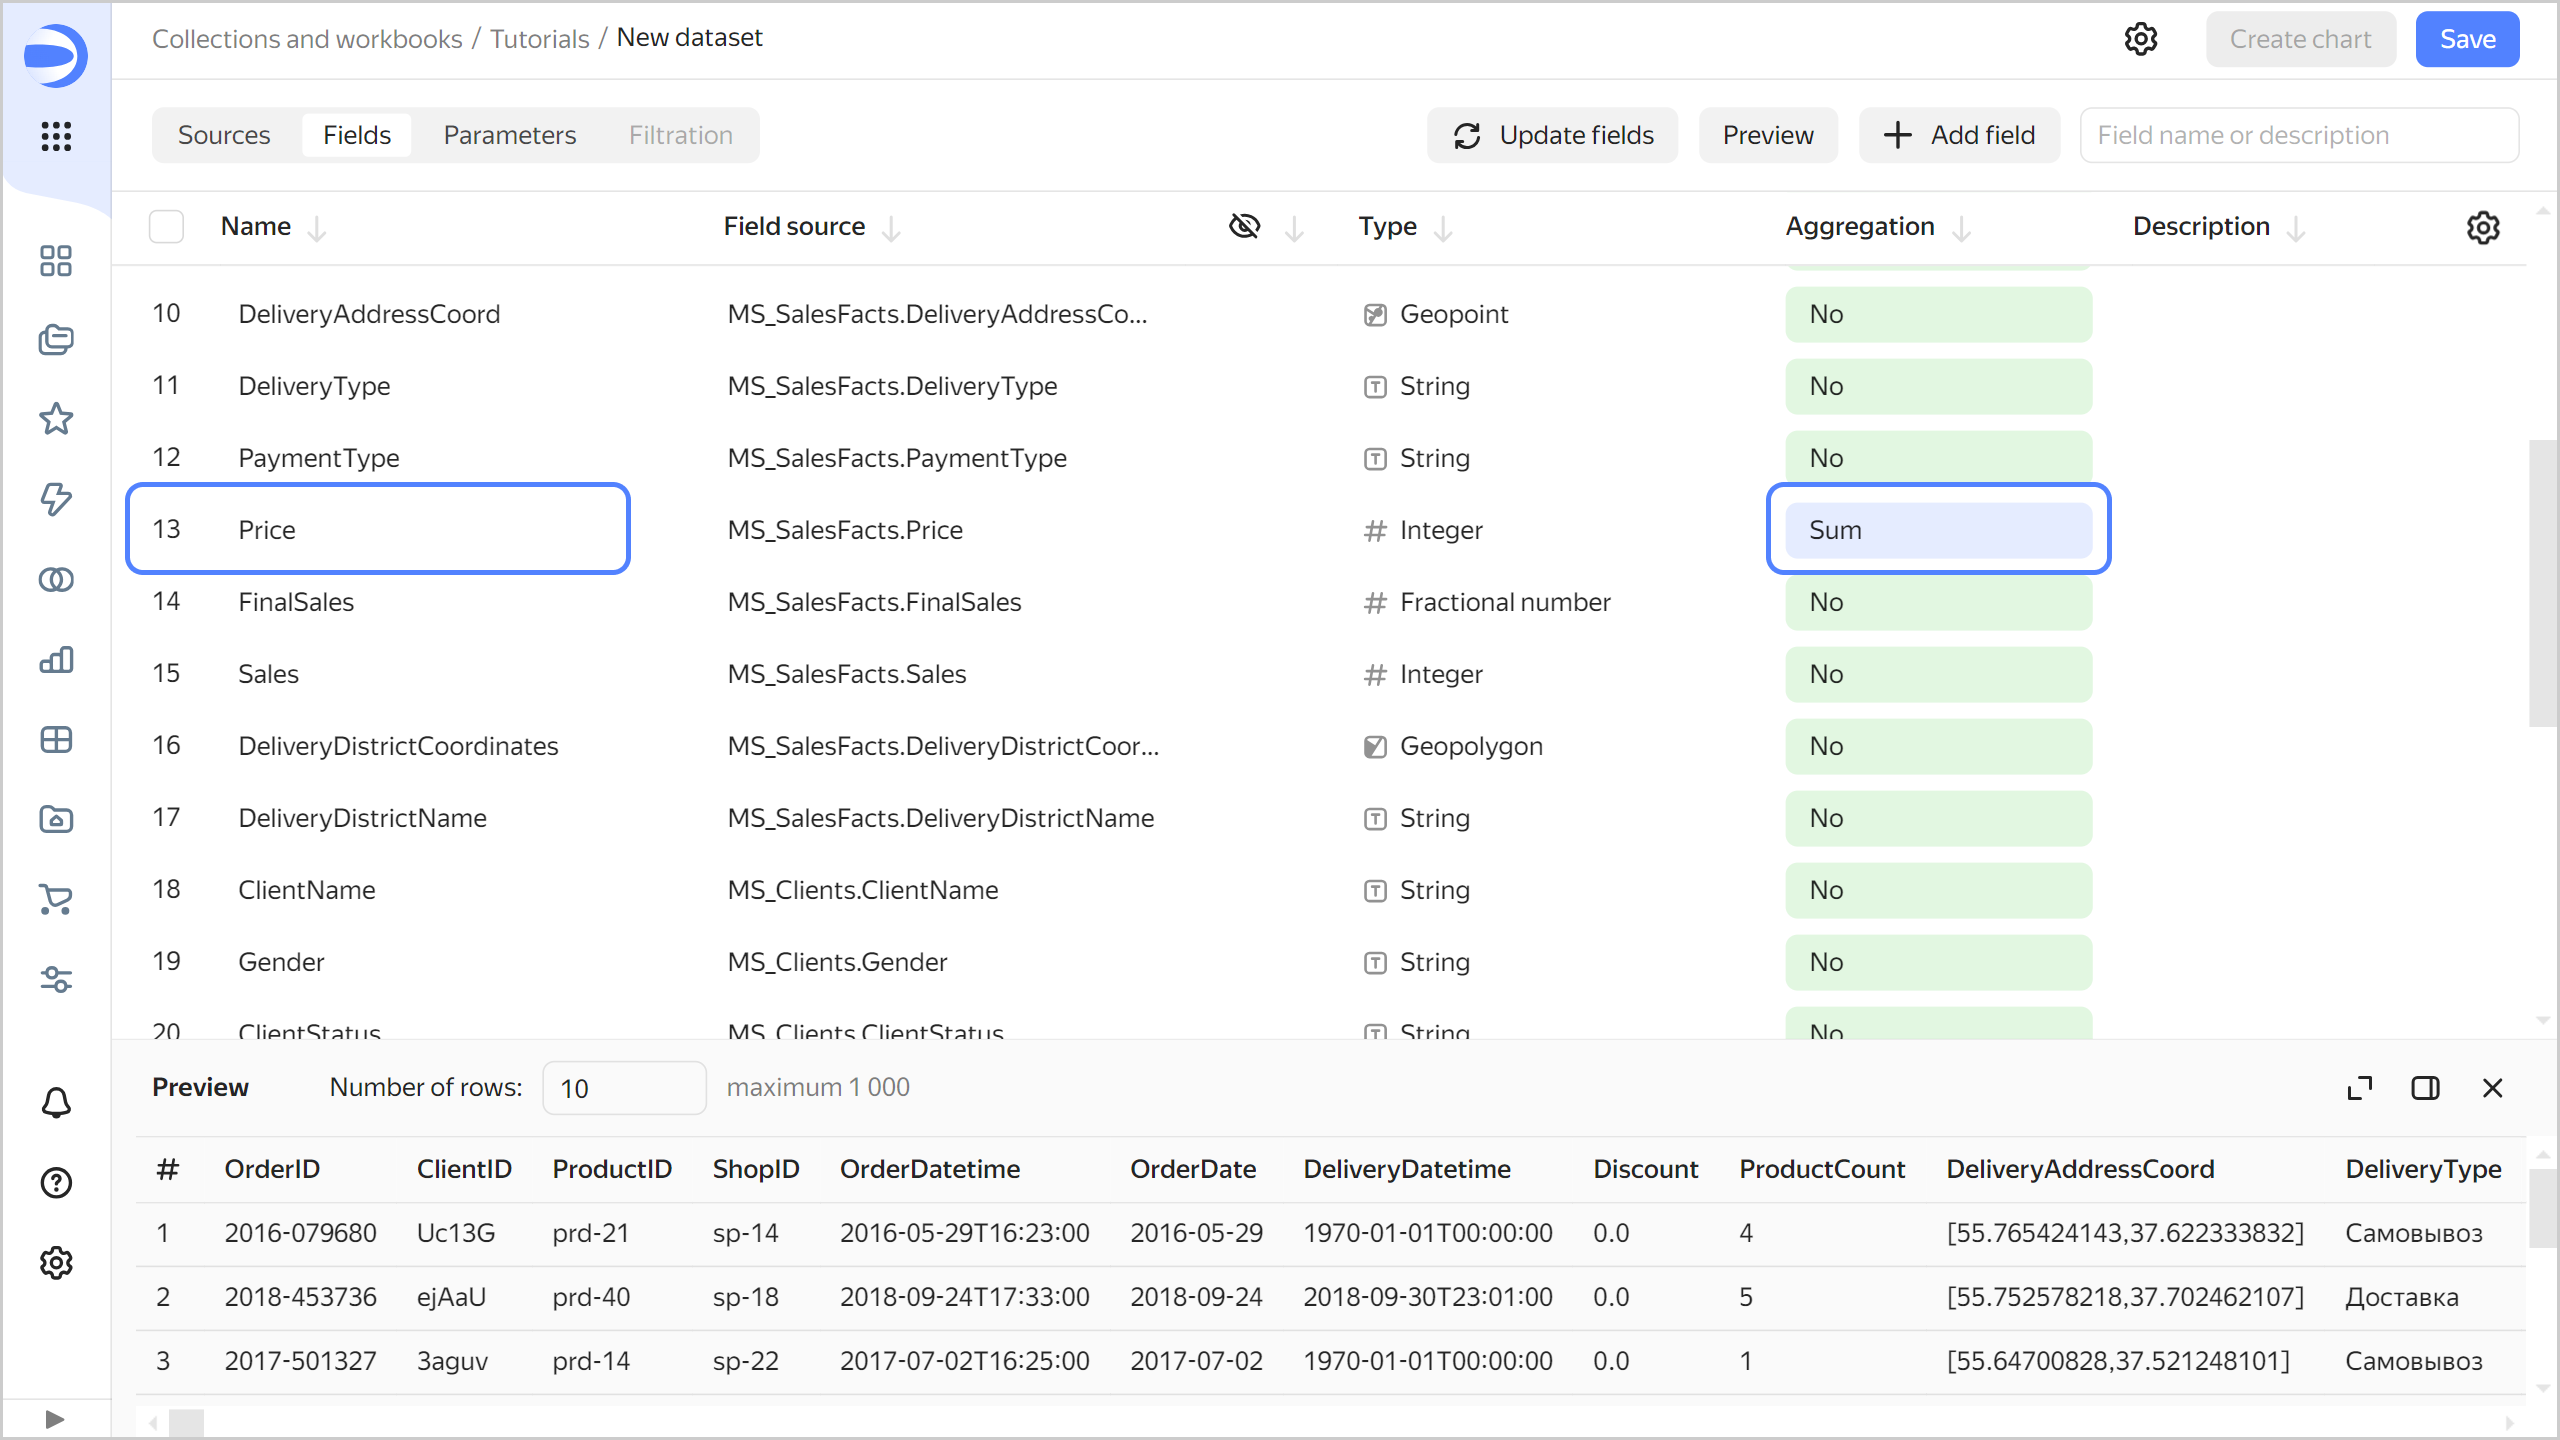 Collections and workbooks / Tutorials / New dataset
Create chart
Save
Sources
Fields
Parameters
Filtration
Update fields
Preview
Add field
Field name or description
Name Field source Type Aggregation Description
10 DeliveryAddressCoord MS_SalesFacts.DeliveryAddressCo... Geopoint No
11 DeliveryType MS_SalesFacts.DeliveryType String No
12 PaymentType MS_SalesFacts.PaymentType String No
13 Price MS_SalesFacts.Price Integer Sum
14 FinalSales MS_SalesFacts.FinalSales Fractional number No
15 Sales MS_SalesFacts.Sales Integer No
16 DeliveryDistrictCoordinates MS_SalesFacts.DeliveryDistrictCoor... Geopolygon No
17 DeliveryDistrictName MS_SalesFacts.DeliveryDistrictName String No
18 ClientName MS_Clients.ClientName String No
19 Gender MS_Clients.Gender String No
20 ClientStatus MS_Clients.ClientStatus String No
Preview Number of rows: 10 maximum 1 000
# OrderID ClientID ProductID ShopID OrderDatetime OrderDate DeliveryDatetime Discount ProductCount DeliveryAddressCoord DeliveryType
1 2016-079680 Uc13G prd-21 sp-14 2016-05-29T16:23:00 2016-05-29 1970-01-01T00:00:00 0.0 4 [55.765424143,37.622333832] Самовывоз
2 2018-453736 ejAaU prd-40 sp-18 2018-09-24T17:33:00 2018-09-24 2018-09-30T23:01:00 0.0 5 [55.752578218,37.702462107] Доставка
3 2017-501327 3aguv prd-14 sp-22 2017-07-02T16:25:00 2017-07-02 1970-01-01T00:00:00 0.0 1 [55.64700828,37.521248101] Самовывоз